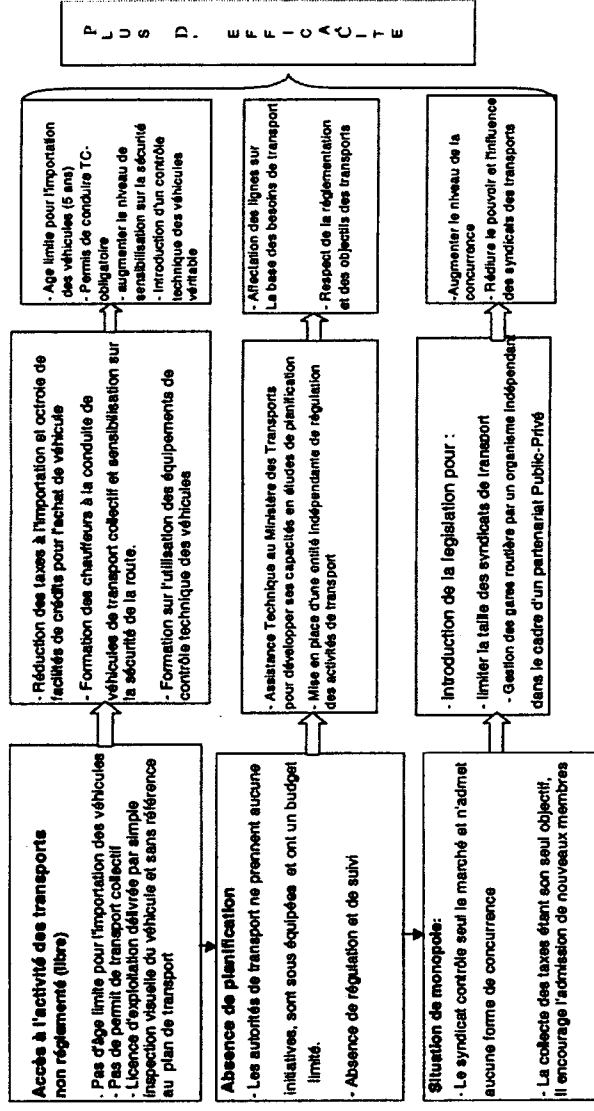 Accès à l'activité des transports
non réglementé (libre)
- Pas d'âge limite pour l'importation des véhicules
- Pas de permit de transport collectif
- Licence d'exploitation délivrée par simple
inspection visuelle du véhicule et sans référence
au plan de transport
- Réduction des taxes à l'importation et octroie de
facilités de crédits pour l'achat de véhicule
- Formation des chauffeurs à la conduite de
véhicules de transport collectif et sensibilisation sur
la sécurité de la route.
- Formation sur l'utilisation des équipements de
contrôle technique des véhicules
- Age limite pour l'importation
des véhicules (5 ans)
- Permis de conduire TC-
obligatoire
- augmenter le niveau de
sensibilisation sur la sécurité
- Introduction d'un contrôle
technique des véhicules
véritable
Absence de planification
- Les autorités de transport ne prennent aucune
initiatives, sont sous équipées et ont un budget
limité.
- Absence de régulation et de suivi
- Assistance Technique au Ministère des Transports
pour développer ses capacités en études de planification
- Mise en place d'une entité indépendante de régulation
des activités de transport
- Affectation des lignes sur
La base des besoins de transport
- Respect de la réglementation
et des objectifs des transports
Situation de monopole:
- Le syndicat contrôle seul le marché et n'admet
aucune forme de concurrence
- La collecte des taxes étant son seul objectif,
Il encourage l'admission de nouveaux membres
- Introduction de la legislation pour :
- limiter la taille des syndicats de transport
- Gestion des gares routière par un organisme indépendant
dans le cadre d'un partenariat Public-Privé
-Augmenter le niveau de la
concurrence
- Réduire le pouvoir et l'influence
des syndicats des transports
PLUS D. EFFICACITE